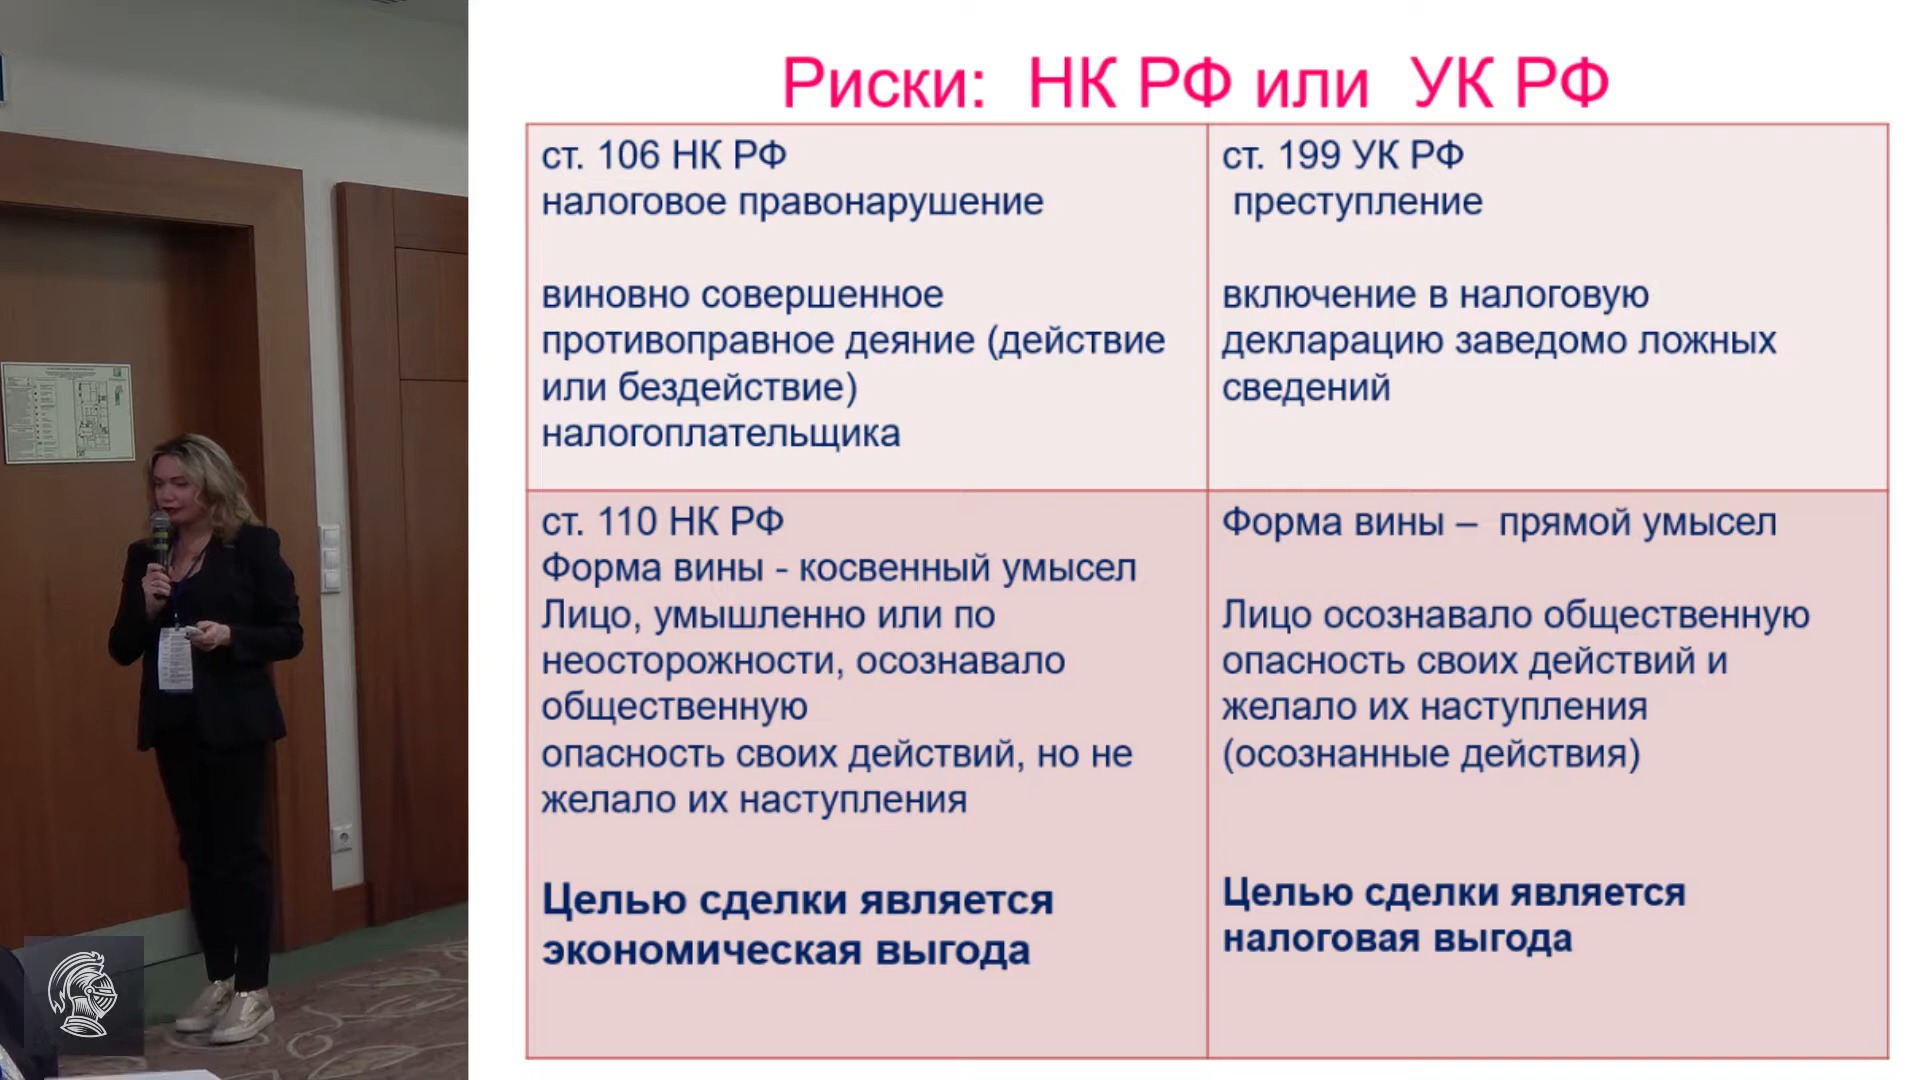 Риски: НК РФ или УК РФ
ст. 106 НК РФ
налоговое правонарушение
виновно совершенное
противоправное деяние (действие
или бездействие)
налогоплательщика
ст. 199 УК РФ
преступление
включение в налоговую
декларацию заведомо ложных
сведений
ст. 110 НК РФ
Форма вины - косвенный умысел
Лицо, умышленно или по
неосторожности, осознавало
общественную
опасность своих действий, но не
желало их наступления
Целью сделки является
экономическая выгода
Форма вины – прямой умысел
Лицо осознавало общественную
опасность своих действий и
желало их наступления
(осознанные действия)
Целью сделки является
налоговая выгода